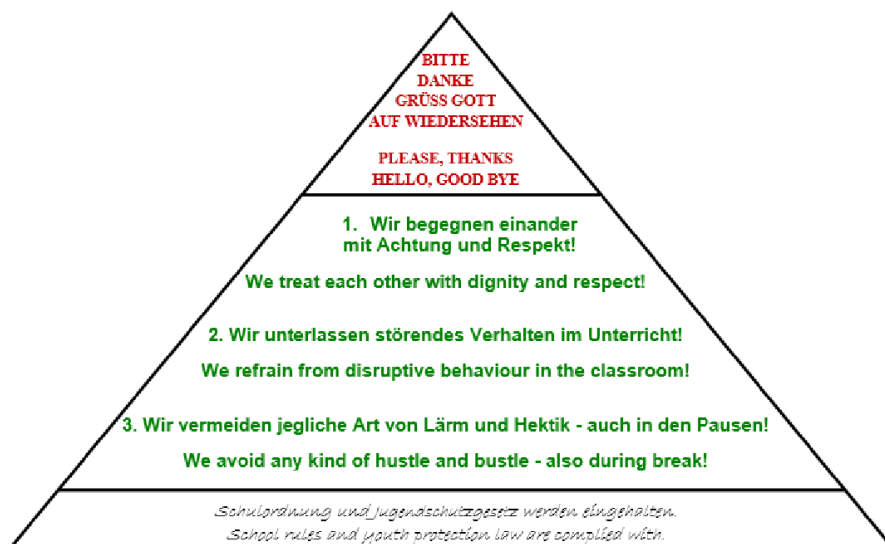 BITTE
DANKE
GRÜSS GOTT
AUF WIEDERSEHEN
PLEASE, THANKS
HELLO, GOOD BYE
1. Wir begegnen einander
mit Achtung und Respekt!
We treat each other with dignity and respect!
2. Wir unterlassen störendes Verhalten im Unterricht!
We refrain from disruptive behaviour in the classroom!
3. Wir vermeiden jegliche Art von Lärm und Hektik - auch in den Pausen!
We avoid any kind of hustle and bustle - also during break!
Schulordnung und Jugendschutzgesetz werden eingehalten.
School rules and youth protection law are complied with.